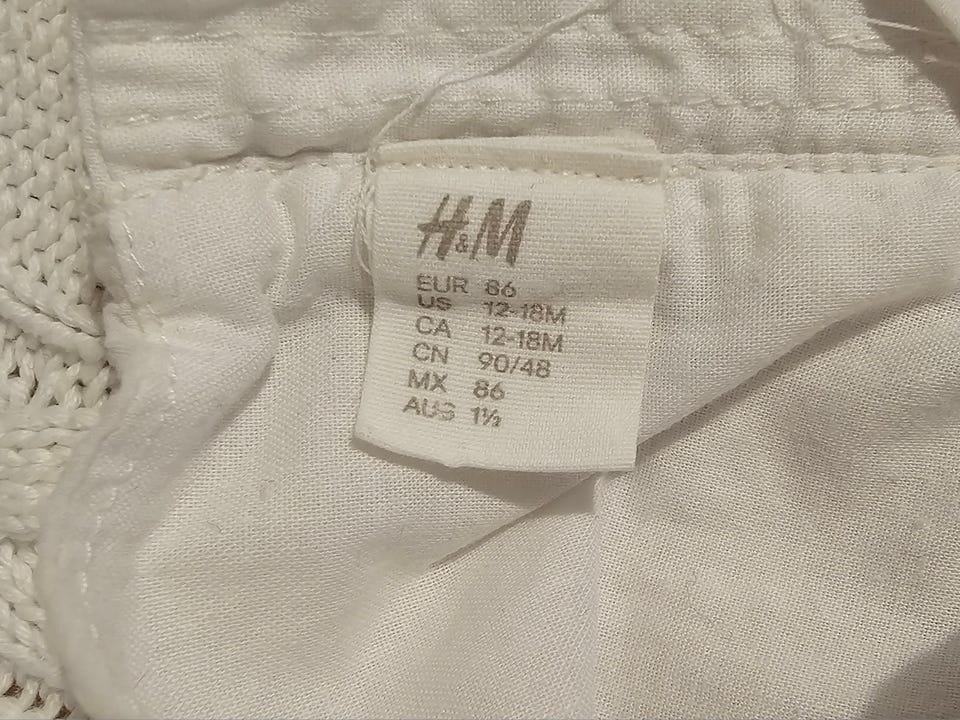 H&M
EUR 86
US 12-18M
CA 12-18M
CN 90/48
MX 86
AUS 1½